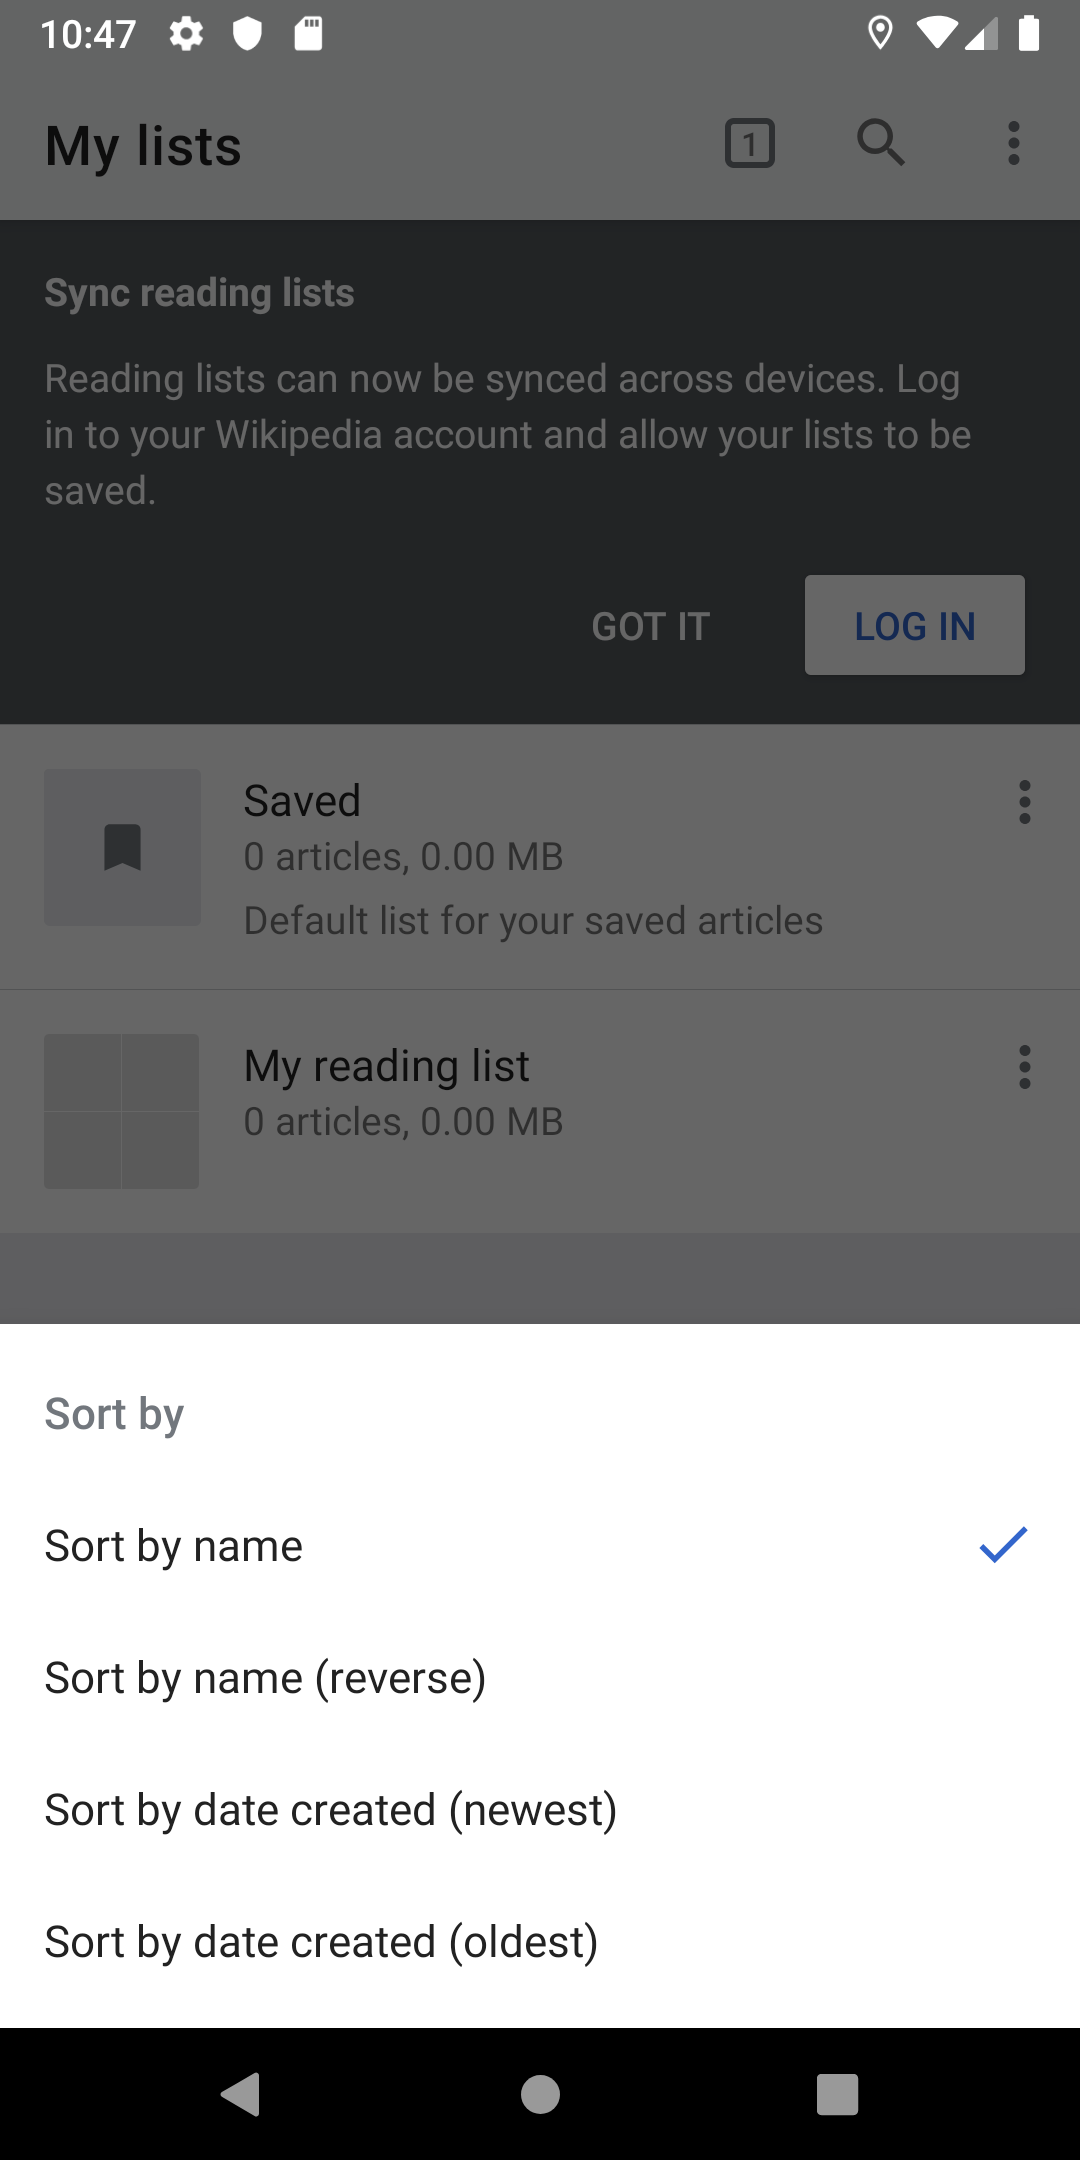 10:47
My lists
1
Sync reading lists
Reading lists can now be synced across devices. Log
in to your Wikipedia account and allow your lists to be
saved.
GOT IT
LOG IN
Saved
0 articles, 0.00 MB
Default list for your saved articles
My reading list
0 articles, 0.00 MB
Sort by
Sort by name
Sort by name (reverse)
Sort by date created (newest)
Sort by date created (oldest)